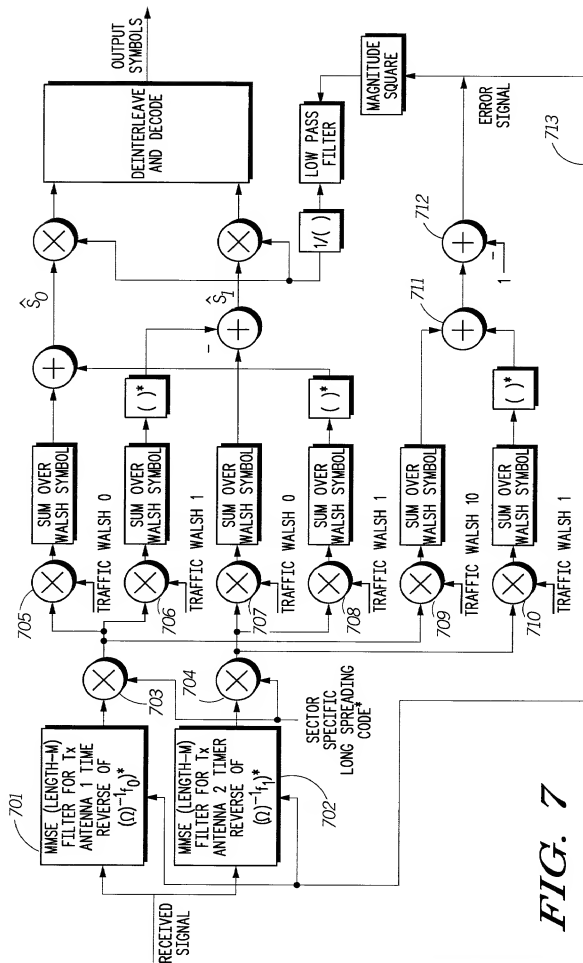 RECEIVED
SIGNAL
701
MMSE (LENGTH-M)
FILTER FOR Tx
ANTENNA 1 TIME
REVERSE OF
(Ω)⁻¹f₀)*
MMSE (LENGTH-M)
FILTER FOR Tx
ANTENNA 2 TIMER
REVERSE OF
(Ω)⁻¹f₁)*
702
703
704
SECTOR
SPECIFIC
LONG SPREADING
CODE*
705
TRAFFIC WALSH 0
SUM OVER
WALSH SYMBOL
706
TRAFFIC WALSH 1
SUM OVER
WALSH SYMBOL
( )*
707
TRAFFIC WALSH 0
SUM OVER
WALSH SYMBOL
708
TRAFFIC WALSH 1
SUM OVER
WALSH SYMBOL
( )*
709
TRAFFIC WALSH 10
SUM OVER
WALSH SYMBOL
710
TRAFFIC WALSH 1
SUM OVER
WALSH SYMBOL
( )*
+
Ŝ₀
−
+
Ŝ₁
711
+
712
+
1
−
X
X
DEINTERLEAVE
AND DECODE
OUTPUT
SYMBOLS
1/( )
LOW PASS
FILTER
MAGNITUDE
SQUARE
ERROR
SIGNAL
713
FIG. 7